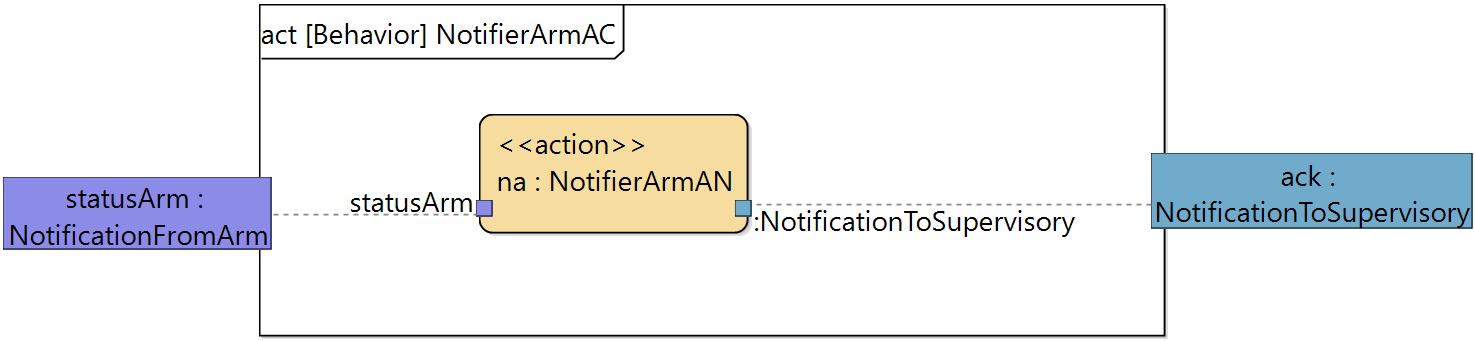 act [Behavior] NotifierArmAC
<<action>>
na : NotifierArmAN
statusArm :
NotificationFromArm
statusArm
:NotificationToSupervisory
ack :
NotificationToSupervisory